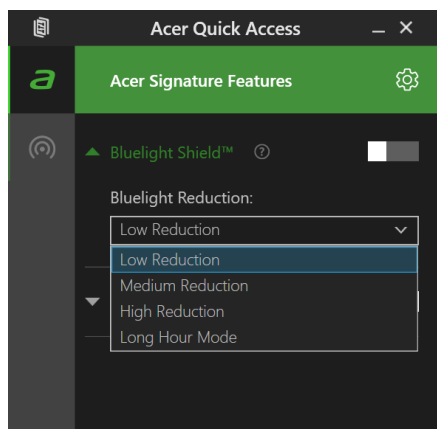 Acer Quick Access
Acer Signature Features
Bluelight Shield™
Bluelight Reduction:
Low Reduction
Low Reduction
Medium Reduction
High Reduction
Long Hour Mode